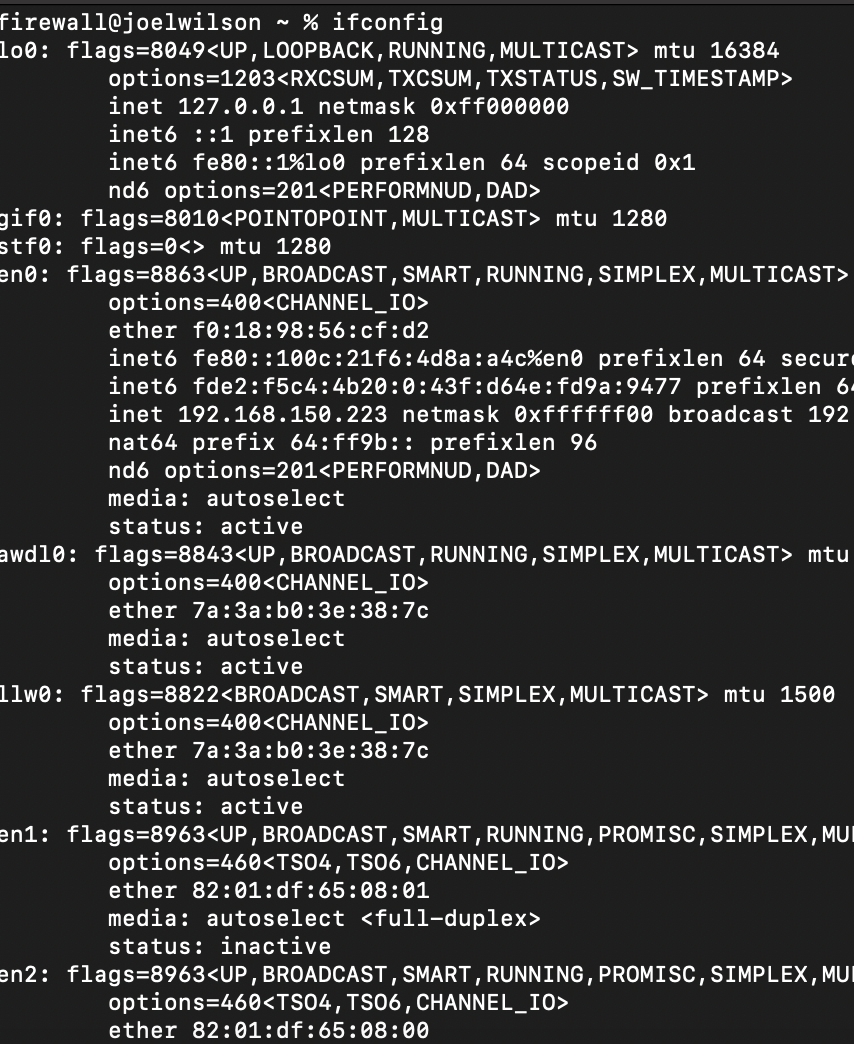 firewall@joelwilson ~ % ifconfig
lo0: flags=8049<UP,LOOPBACK,RUNNING,MULTICAST> mtu 16384
options=1203<RXCSUM,TXCSUM,TXSTATUS,SW_TIMESTAMP>
inet 127.0.0.1 netmask 0xff000000
inet6 ::1 prefixlen 128
inet6 fe80::1%lo0 prefixlen 64 scopeid 0x1
nd6 options=201<PERFORMNUD,DAD>
gif0: flags=8010<POINTOPOINT,MULTICAST> mtu 1280
stf0: flags=0<> mtu 1280
en0: flags=8863<UP,BROADCAST,SMART,RUNNING,SIMPLEX,MULTICAST>
options=400<CHANNEL_IO>
ether f0:18:98:56:cf:d2
inet6 fe80::100c:21f6:4d8a:a4c%en0 prefixlen 64 secure
inet6 fde2:f5c4:4b20:0:43f:d64e:fd9a:9477 prefixlen 64
inet 192.168.150.223 netmask 0xffffff00 broadcast 192
nat64 prefix 64:ff9b:: prefixlen 96
nd6 options=201<PERFORMNUD,DAD>
media: autoselect
status: active
awdl0: flags=8843<UP,BROADCAST,RUNNING,SIMPLEX,MULTICAST> mtu
options=400<CHANNEL_IO>
ether 7a:3a:b0:3e:38:7c
media: autoselect
status: active
llw0: flags=8822<BROADCAST,SMART,SIMPLEX,MULTICAST> mtu 1500
options=400<CHANNEL_IO>
ether 7a:3a:b0:3e:38:7c
media: autoselect
status: active
en1: flags=8963<UP,BROADCAST,SMART,RUNNING,PROMISC,SIMPLEX,MUL
options=460<TSO4,TSO6,CHANNEL_IO>
ether 82:01:df:65:08:01
media: autoselect <full-duplex>
status: inactive
en2: flags=8963<UP,BROADCAST,SMART,RUNNING,PROMISC,SIMPLEX,MUL
options=460<TSO4,TSO6,CHANNEL_IO>
ether 82:01:df:65:08:00